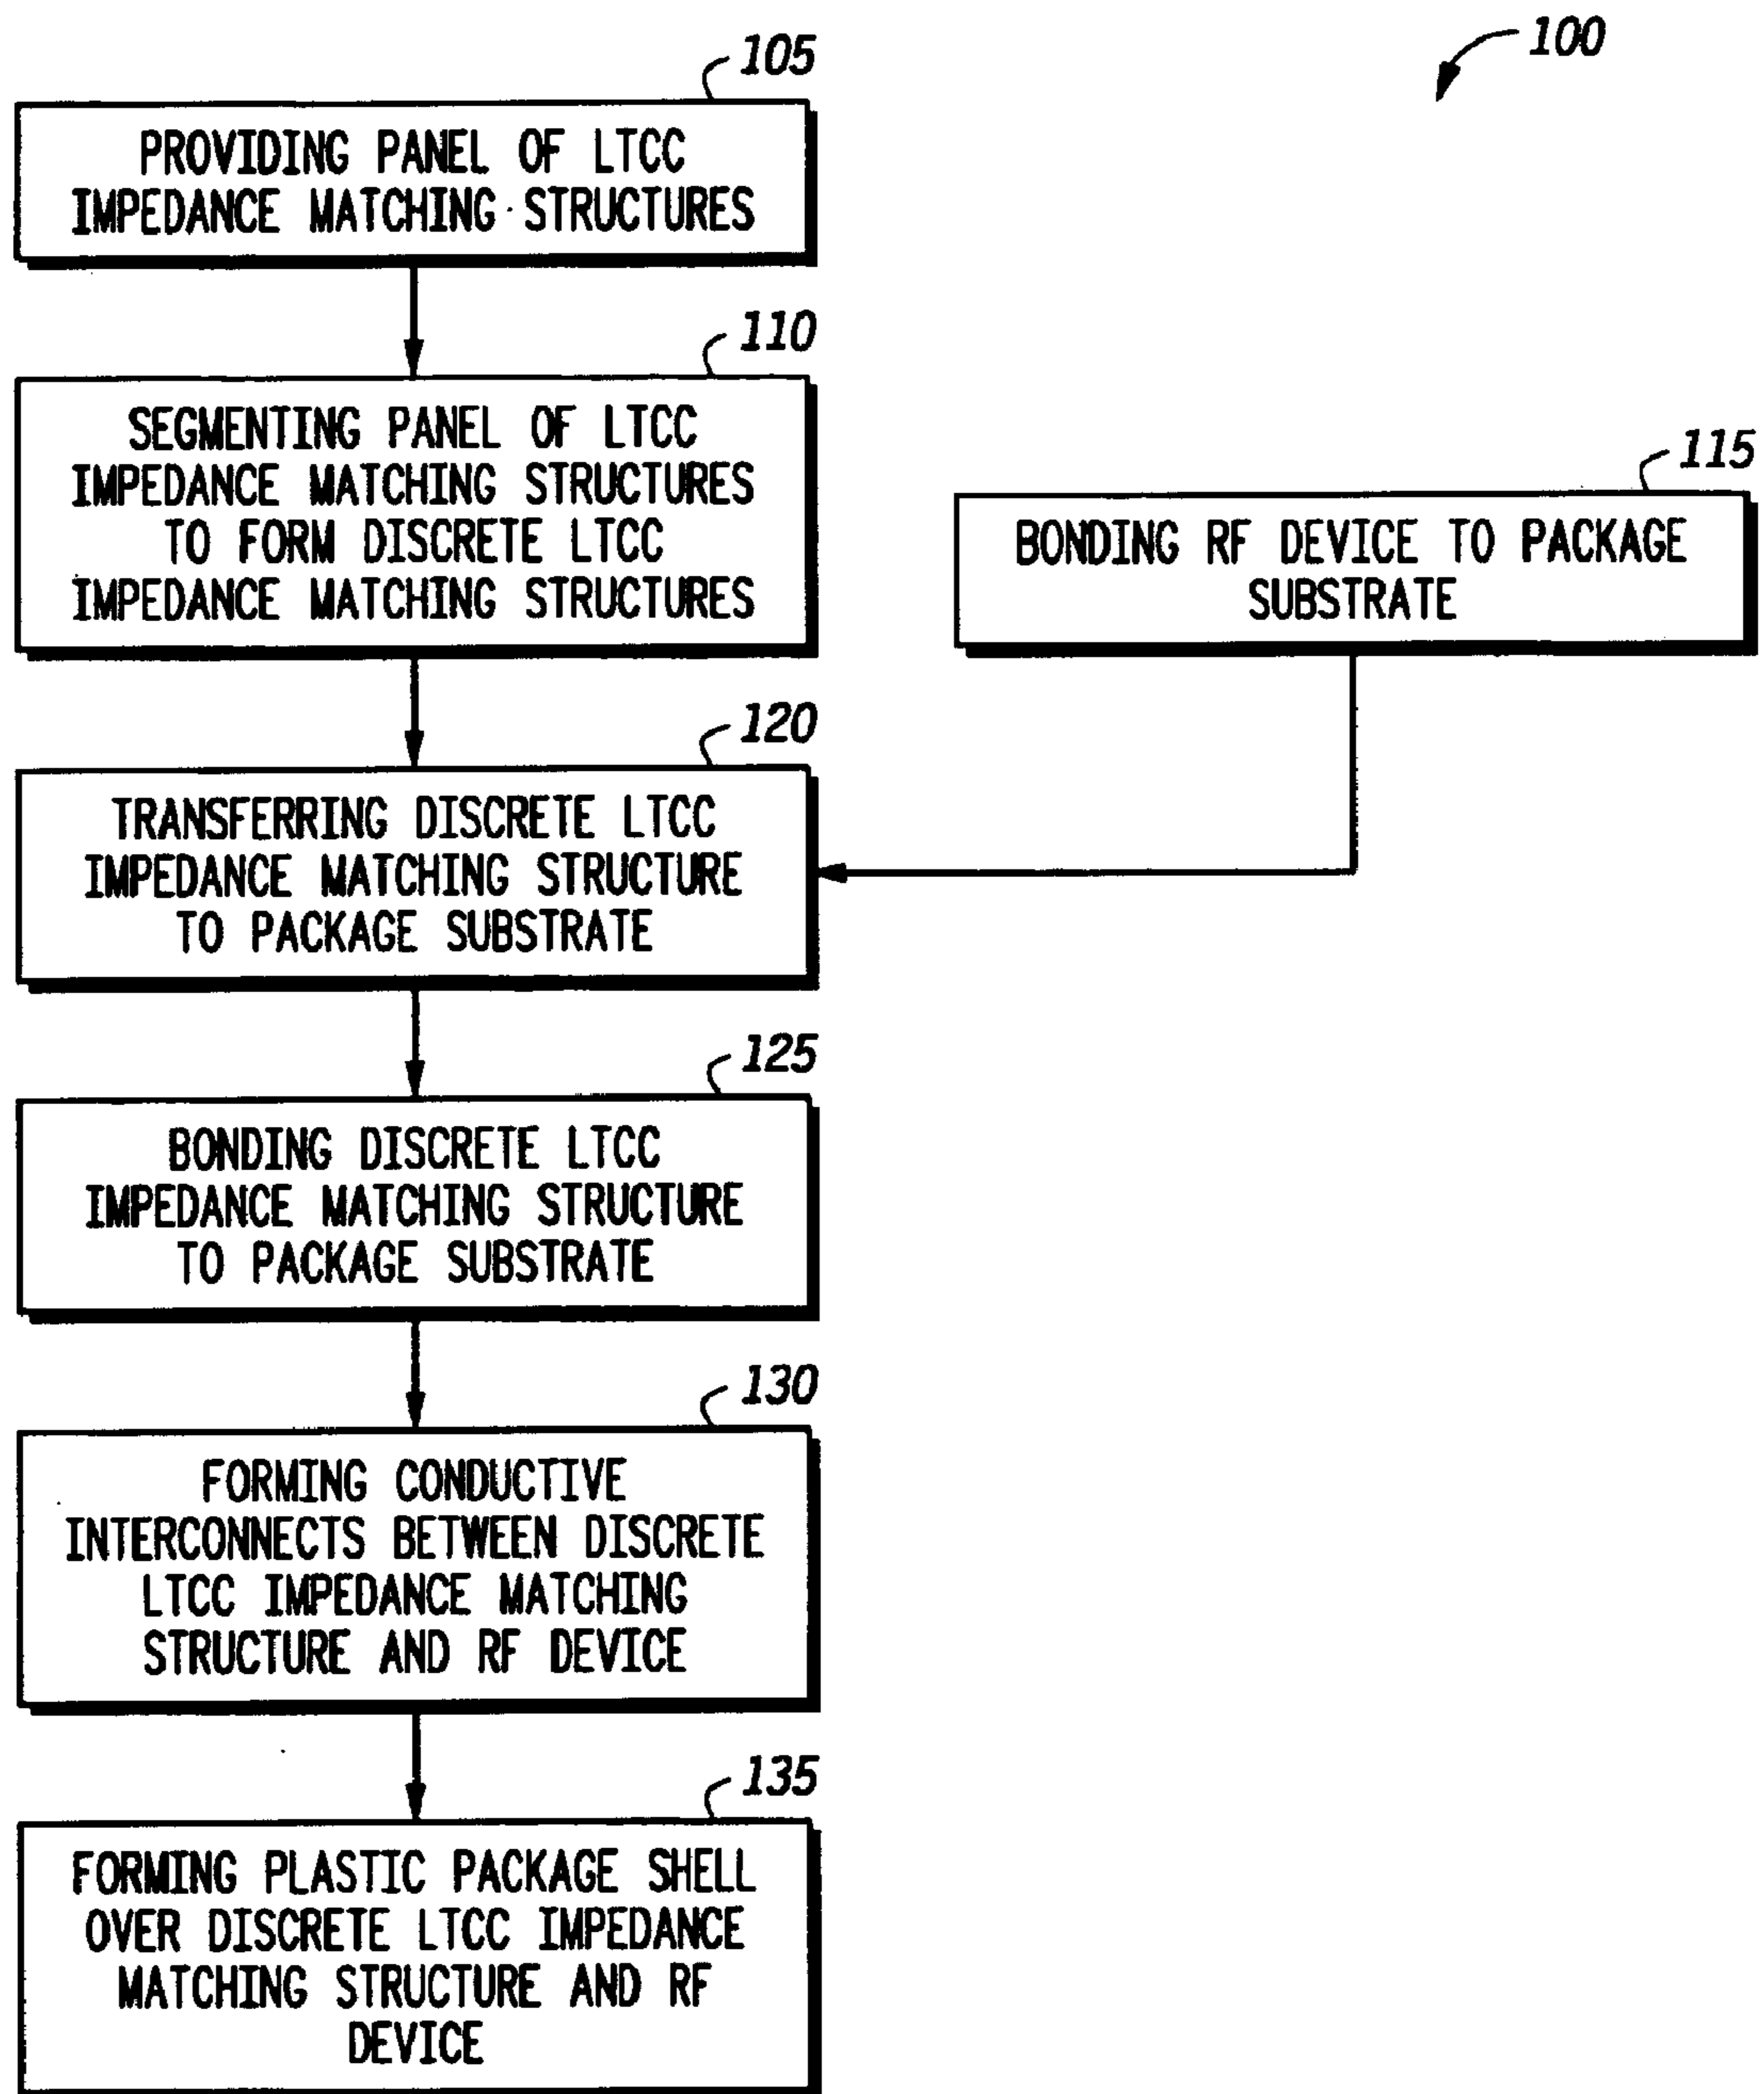 100
105
PROVIDING PANEL OF LTCC
IMPEDANCE MATCHING STRUCTURES
110
SEGMENTING PANEL OF LTCC
IMPEDANCE MATCHING STRUCTURES
TO FORM DISCRETE LTCC
IMPEDANCE MATCHING STRUCTURES
115
BONDING RF DEVICE TO PACKAGE
SUBSTRATE
120
TRANSFERRING DISCRETE LTCC
IMPEDANCE MATCHING STRUCTURE
TO PACKAGE SUBSTRATE
125
BONDING DISCRETE LTCC
IMPEDANCE MATCHING STRUCTURE
TO PACKAGE SUBSTRATE
130
FORMING CONDUCTIVE
INTERCONNECTS BETWEEN DISCRETE
LTCC IMPEDANCE MATCHING
STRUCTURE AND RF DEVICE
135
FORMING PLASTIC PACKAGE SHELL
OVER DISCRETE LTCC IMPEDANCE
MATCHING STRUCTURE AND RF
DEVICE